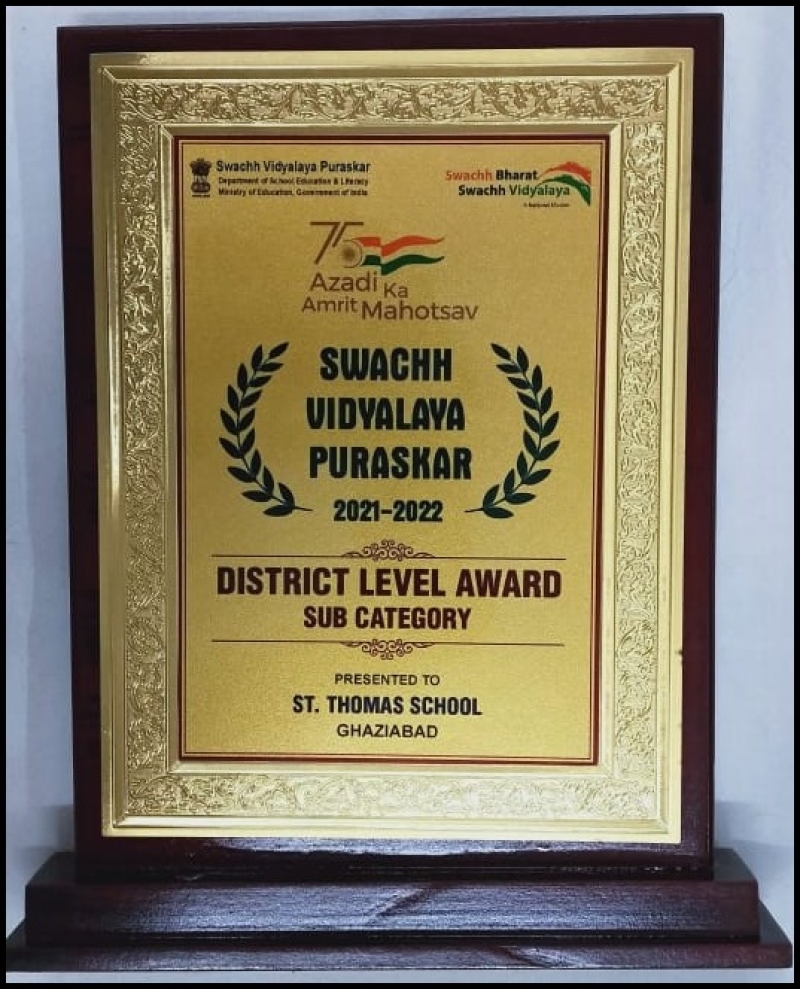 Swachh Vidyalaya Puraskar
Department of School Education & Literacy
Ministry of Education, Government of India
Swachh Bharat
Swachh Vidyalaya
A National Mission
75
Azadi Ka
Amrit Mahotsav
SWACHH
VIDYALAYA
PURASKAR
2021-2022
DISTRICT LEVEL AWARD
SUB CATEGORY
PRESENTED TO
ST. THOMAS SCHOOL
GHAZIABAD